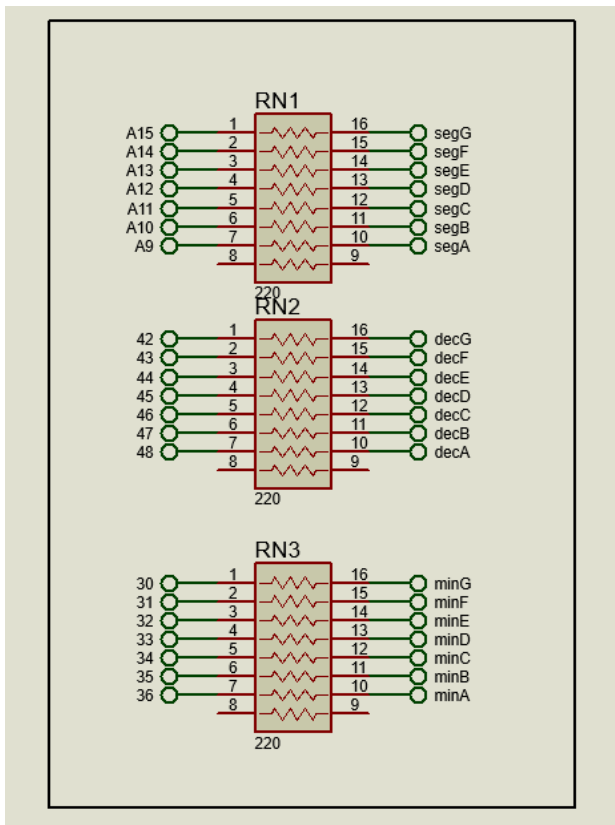 RN1
A15 1 16 segG
A14 2 15 segF
A13 3 14 segE
A12 4 13 segD
A11 5 12 segC
A10 6 11 segB
A9 7 10 segA
8 9
220
RN2
42 1 16 decG
43 2 15 decF
44 3 14 decE
45 4 13 decD
46 5 12 decC
47 6 11 decB
48 7 10 decA
8 9
220
RN3
30 1 16 minG
31 2 15 minF
32 3 14 minE
33 4 13 minD
34 5 12 minC
35 6 11 minB
36 7 10 minA
8 9
220